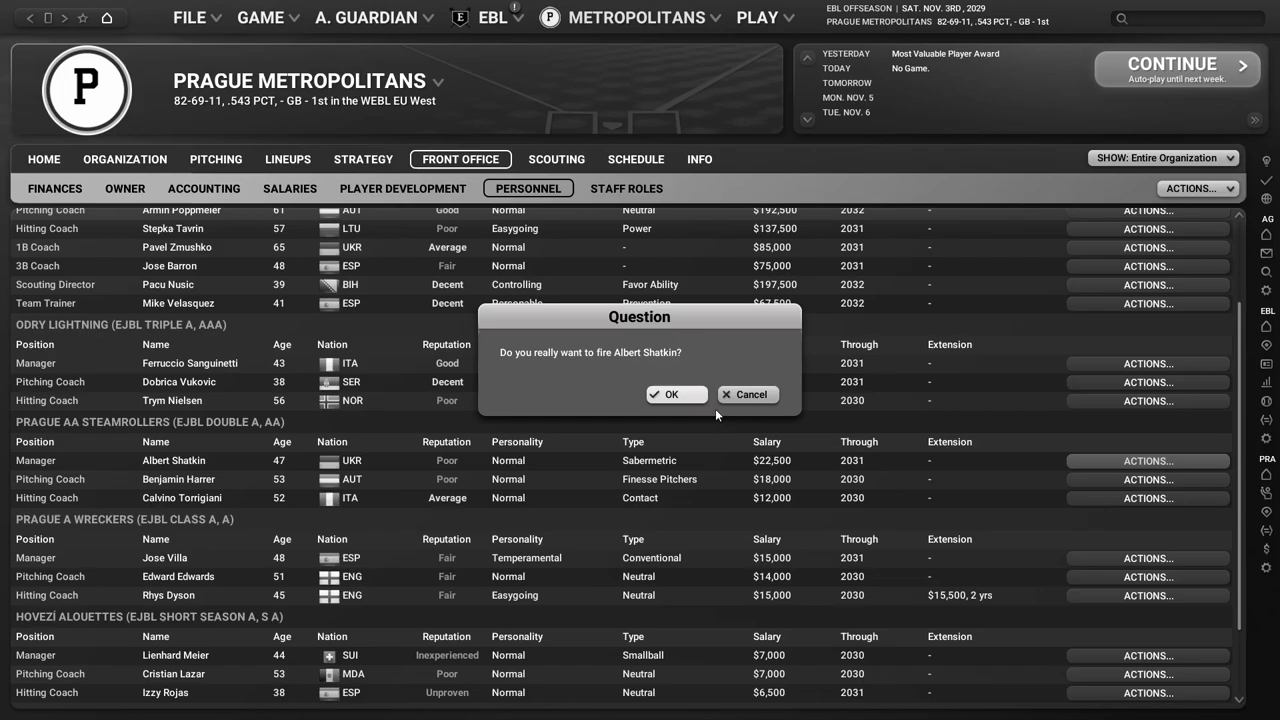 FILE GAME A. GUARDIAN E EBL ! P METROPOLITANS PLAY
EBL OFFSEASON | SAT. NOV. 3RD, 2029
PRAGUE METROPOLITANS 82-69-11, .543 PCT, - GB - 1st
P
PRAGUE METROPOLITANS
82-69-11, .543 PCT, - GB - 1st in the WEBL EU West
YESTERDAY Most Valuable Player Award
TODAY No Game.
TOMORROW
MON. NOV. 5
TUE. NOV. 6
CONTINUE
Auto-play until next week.
HOME ORGANIZATION PITCHING LINEUPS STRATEGY FRONT OFFICE SCOUTING SCHEDULE INFO
SHOW: Entire Organization
FINANCES OWNER ACCOUNTING SALARIES PLAYER DEVELOPMENT PERSONNEL STAFF ROLES
ACTIONS...
Pitching Coach Armin Poppmeier 61 AUT Good Normal Neutral $192,500 2032 - ACTIONS...
Hitting Coach Stepka Tavrin 57 LTU Poor Easygoing Power $137,500 2031 - ACTIONS...
1B Coach Pavel Zmushko 65 UKR Average Normal - $85,000 2031 - ACTIONS...
3B Coach Jose Barron 48 ESP Fair Normal - $75,000 2031 - ACTIONS...
Scouting Director Pacu Nusic 39 BIH Decent Controlling Favor Ability $197,500 2032 - ACTIONS...
Team Trainer Mike Velasquez 41 ESP Decent Personable Prevention $67,500 2032 - ACTIONS...
ODRY LIGHTNING (EJBL TRIPLE A, AAA)
Position Name Age Nation Reputation Through Extension
Manager Ferruccio Sanguinetti 43 ITA Good 2031 - ACTIONS...
Pitching Coach Dobrica Vukovic 38 SER Decent 2031 - ACTIONS...
Hitting Coach Trym Nielsen 56 NOR Poor 2030 - ACTIONS...
Question
Do you really want to fire Albert Shatkin?
OK Cancel
PRAGUE AA STEAMROLLERS (EJBL DOUBLE A, AA)
Position Name Age Nation Reputation Personality Type Salary Through Extension
Manager Albert Shatkin 47 UKR Poor Normal Sabermetric $22,500 2031 - ACTIONS...
Pitching Coach Benjamin Harrer 53 AUT Poor Normal Finesse Pitchers $18,000 2030 - ACTIONS...
Hitting Coach Calvino Torrigiani 52 ITA Average Normal Contact $12,000 2030 - ACTIONS...
PRAGUE A WRECKERS (EJBL CLASS A, A)
Position Name Age Nation Reputation Personality Type Salary Through Extension
Manager Jose Villa 48 ESP Fair Temperamental Conventional $15,000 2031 - ACTIONS...
Pitching Coach Edward Edwards 51 ENG Fair Normal Neutral $14,000 2030 - ACTIONS...
Hitting Coach Rhys Dyson 45 ENG Fair Easygoing Neutral $15,000 2030 $15,500, 2 yrs ACTIONS...
HOVEZÍ ALOUETTES (EJBL SHORT SEASON A, S A)
Position Name Age Nation Reputation Personality Type Salary Through Extension
Manager Lienhard Meier 44 SUI Inexperienced Normal Smallball $7,000 2030 - ACTIONS...
Pitching Coach Cristian Lazar 53 MDA Poor Normal Neutral $7,000 2030 - ACTIONS...
Hitting Coach Izzy Rojas 38 ESP Unproven Normal Neutral $6,500 2031 - ACTIONS...
AG
EBL
PRA